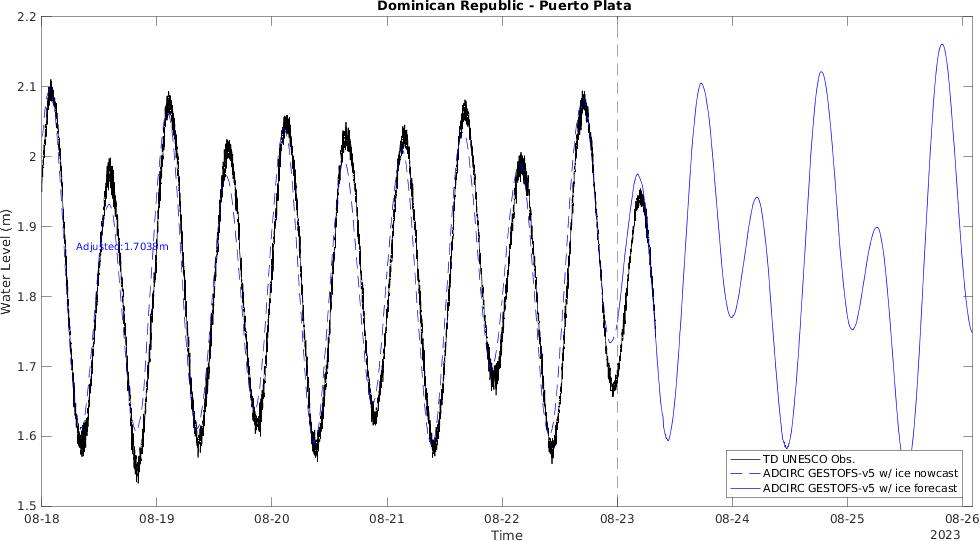 Dominican Republic - Puerto Plata
2.2
2.1
2
1.9
1.8
1.7
1.6
1.5
Water Level (m)
Adjusted:1.7038m
TD UNESCO Obs.
ADCIRC GESTOFS-v5 w/ ice nowcast
ADCIRC GESTOFS-v5 w/ ice forecast
08-18 08-19 08-20 08-21 08-22 08-23 08-24 08-25 08-26
Time
2023